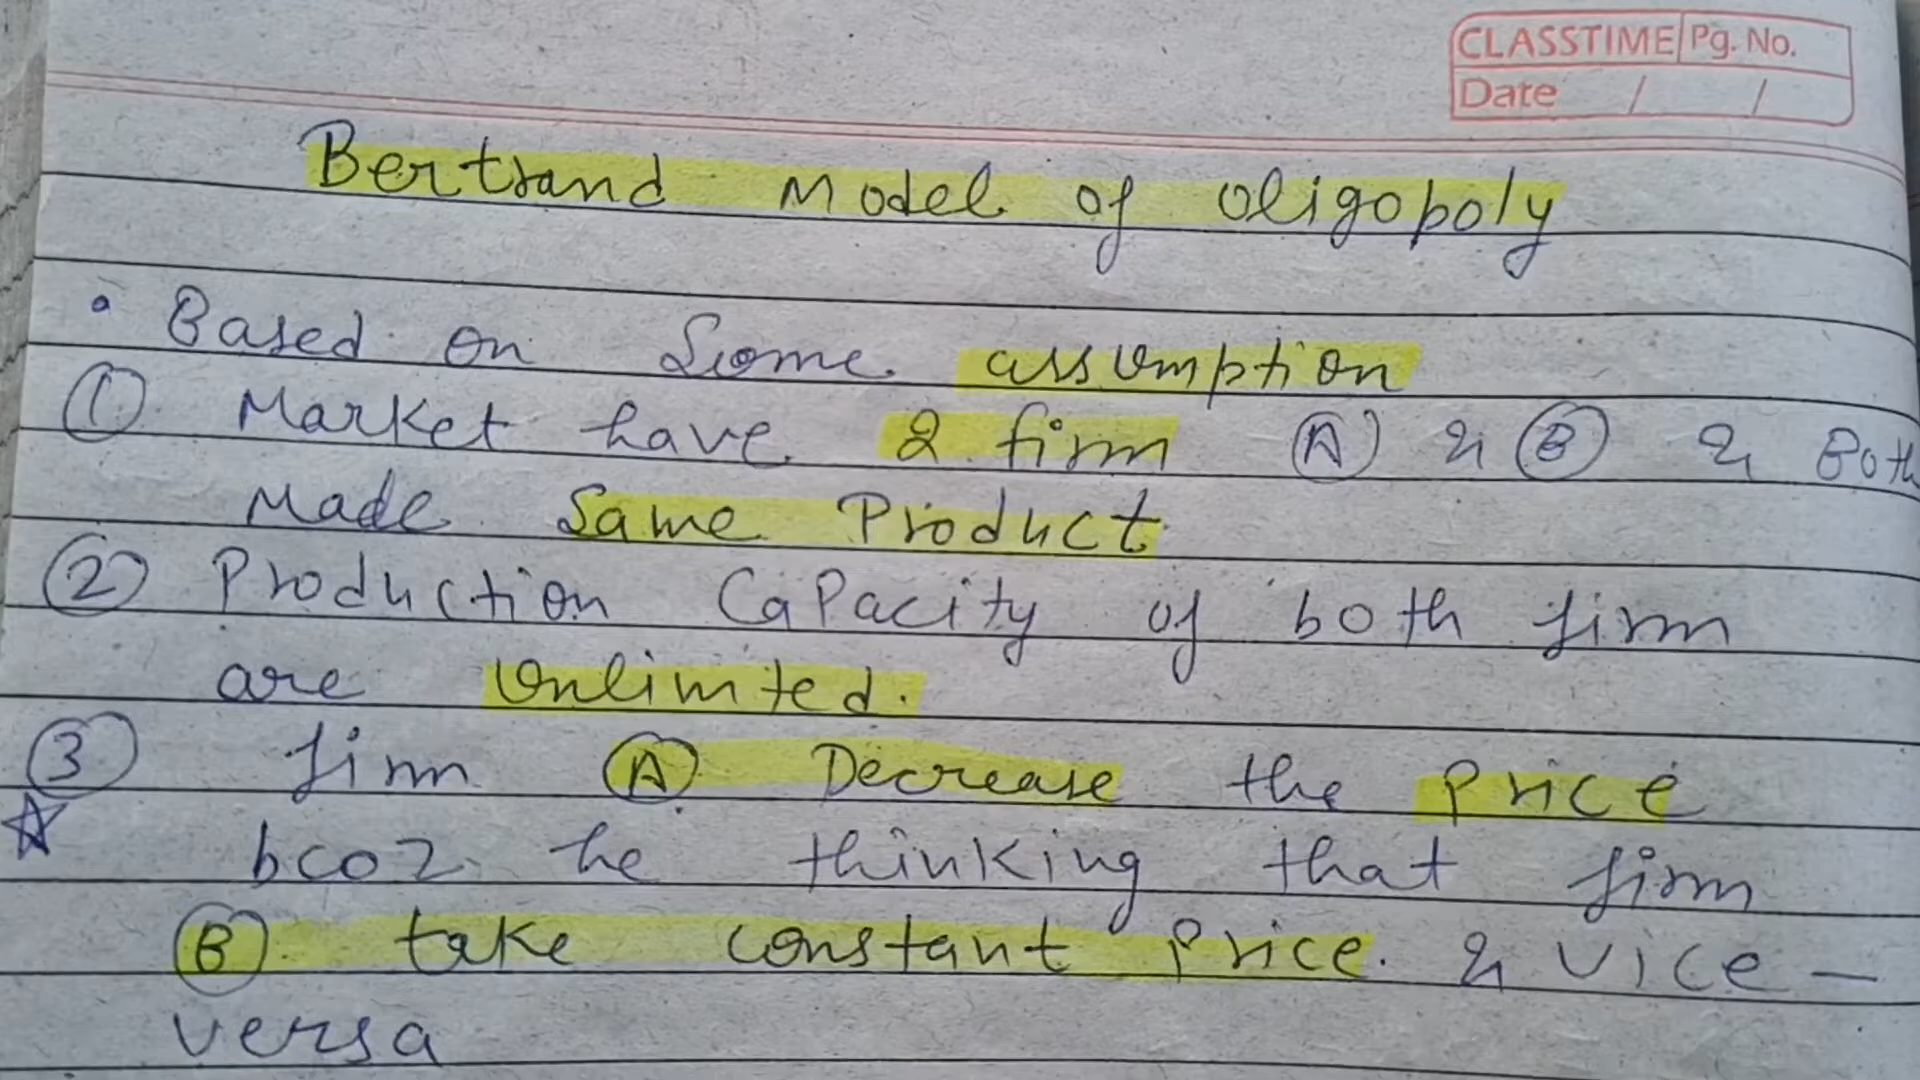 CLASSTIME Pg. No.
Date / /
Bertrand Model of oligopoly
• Based on Some assumption
① Market have 2 firm Ⓐ & Ⓑ & Both
Made Same Product
② Production CaPacity of both firm
are Unlimited.
③ firm Ⓐ Decrease the Price
☆ bcoz he thinking that firm
Ⓑ take constant Price. & vice –
versa